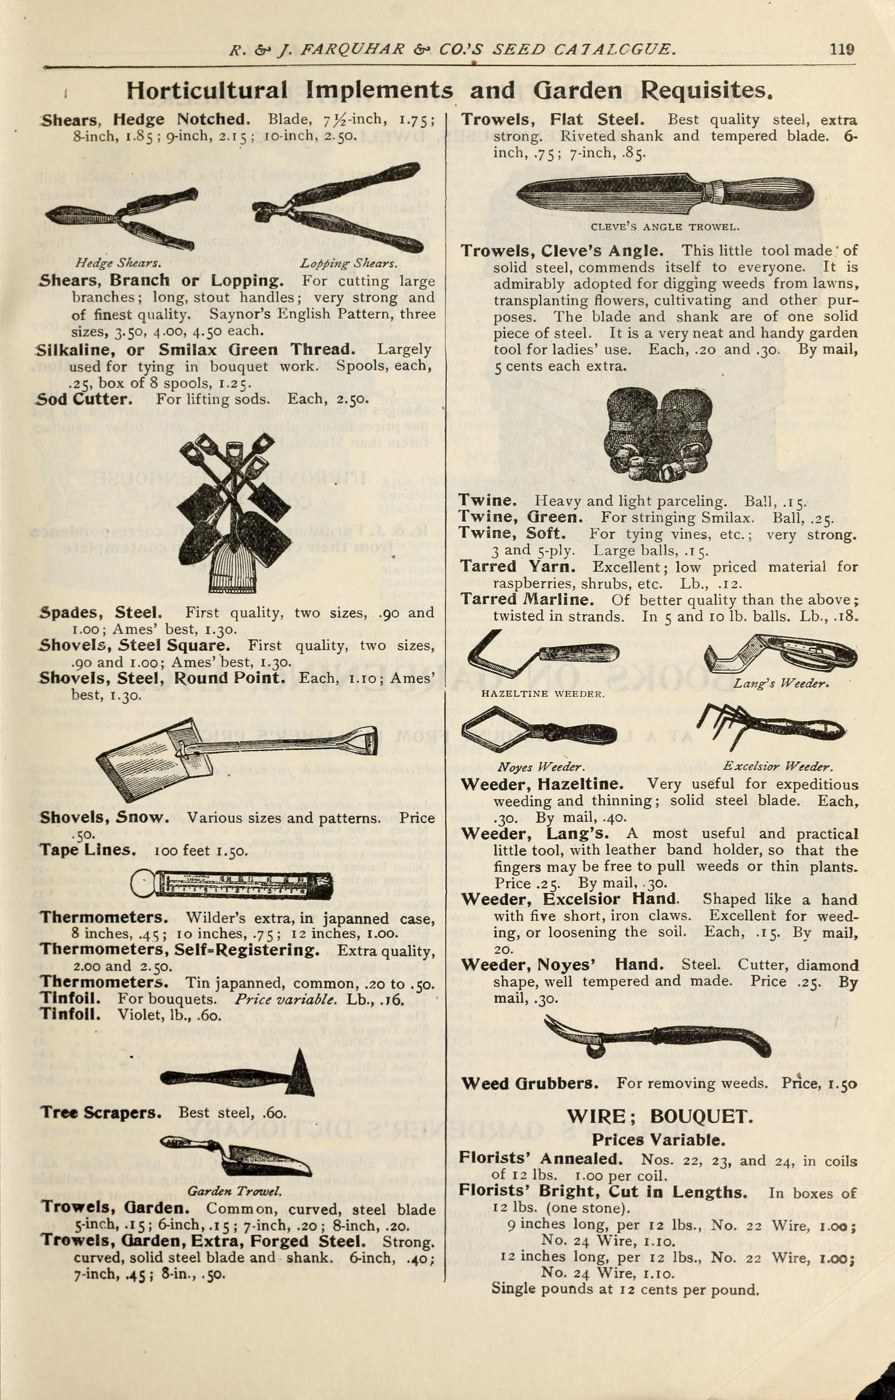 R. & J. FARQUHAR & CO.'S SEED CATALOGUE. 119
Horticultural Implements and Garden Requisites.
Shears, Hedge Notched. Blade, 7½-inch, 1.75;
8-inch, 1.85; 9-inch, 2.15; 10-inch, 2.50.
Hedge Shears. Lopping Shears.
Shears, Branch or Lopping. For cutting large
branches; long, stout handles; very strong and
of finest quality. Saynor's English Pattern, three
sizes, 3.50, 4.00, 4.50 each.
Silkaline, or Smilax Green Thread. Largely
used for tying in bouquet work. Spools, each,
.25, box of 8 spools, 1.25.
Sod Cutter. For lifting sods. Each, 2.50.
Spades, Steel. First quality, two sizes, .90 and
1.00; Ames' best, 1.30.
Shovels, Steel Square. First quality, two sizes,
.90 and 1.00; Ames' best, 1.30.
Shovels, Steel, Round Point. Each, 1.10; Ames'
best, 1.30.
Shovels, Snow. Various sizes and patterns. Price
.50.
Tape Lines. 100 feet 1.50.
Thermometers. Wilder's extra, in japanned case,
8 inches, .45; 10 inches, .75; 12 inches, 1.00.
Thermometers, Self-Registering. Extra quality,
2.00 and 2.50.
Thermometers. Tin japanned, common, .20 to .50.
Tinfoil. For bouquets. Price variable. Lb., .16.
Tinfoil. Violet, lb., .60.
Tree Scrapers. Best steel, .60.
Garden Trowel.
Trowels, Garden. Common, curved, steel blade
5-inch, .15; 6-inch, .15; 7-inch, .20; 8-inch, .20.
Trowels, Garden, Extra, Forged Steel. Strong,
curved, solid steel blade and shank. 6-inch, .40;
7-inch, .45; 8-in., .50.
Trowels, Flat Steel. Best quality steel, extra
strong. Riveted shank and tempered blade. 6-
inch, .75; 7-inch, .85.
CLEVE'S ANGLE TROWEL.
Trowels, Cleve's Angle. This little tool made of
solid steel, commends itself to everyone. It is
admirably adopted for digging weeds from lawns,
transplanting flowers, cultivating and other pur-
poses. The blade and shank are of one solid
piece of steel. It is a very neat and handy garden
tool for ladies' use. Each, .20 and .30. By mail,
5 cents each extra.
Twine. Heavy and light parceling. Ball, .15.
Twine, Green. For stringing Smilax. Ball, .25.
Twine, Soft. For tying vines, etc.; very strong.
3 and 5-ply. Large balls, .15.
Tarred Yarn. Excellent; low priced material for
raspberries, shrubs, etc. Lb., .12.
Tarred Marline. Of better quality than the above;
twisted in strands. In 5 and 10 lb. balls. Lb., .18.
HAZELTINE WEEDER. Lang's Weeder.
Noyes Weeder. Excelsior Weeder.
Weeder, Hazeltine. Very useful for expeditious
weeding and thinning; solid steel blade. Each,
.30. By mail, .40.
Weeder, Lang's. A most useful and practical
little tool, with leather band holder, so that the
fingers may be free to pull weeds or thin plants.
Price .25. By mail, .30.
Weeder, Excelsior Hand. Shaped like a hand
with five short, iron claws. Excellent for weed-
ing, or loosening the soil. Each, .15. By mail,
20.
Weeder, Noyes' Hand. Steel. Cutter, diamond
shape, well tempered and made. Price .25. By
mail, .30.
Weed Grubbers. For removing weeds. Price, 1.50
WIRE; BOUQUET.
Prices Variable.
Florists' Annealed. Nos. 22, 23, and 24, in coils
of 12 lbs. 1.00 per coil.
Florists' Bright, Cut in Lengths. In boxes of
12 lbs. (one stone).
9 inches long, per 12 lbs., No. 22 Wire, 1.00;
No. 24 Wire, 1.10.
12 inches long, per 12 lbs., No. 22 Wire, 1.00;
No. 24 Wire, 1.10.
Single pounds at 12 cents per pound.